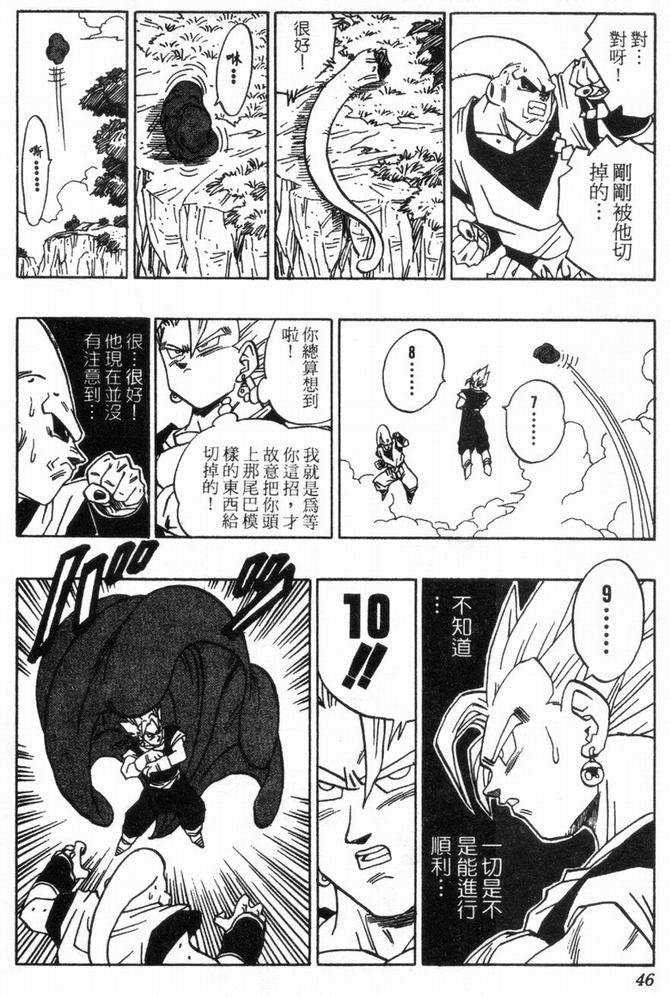 對…
對呀！
剛剛被他切
掉的…
很好！
咻……
嘶……
7……
8……
你總算想到
啦！
我就是為等
你這招，才
故意把你頭
上那尾巴模
樣的東西給
切掉的！
很…很好！
他現在並沒
有注意到…
9……
不知道
…
一切是不
是能進行
順利…
10!!
46